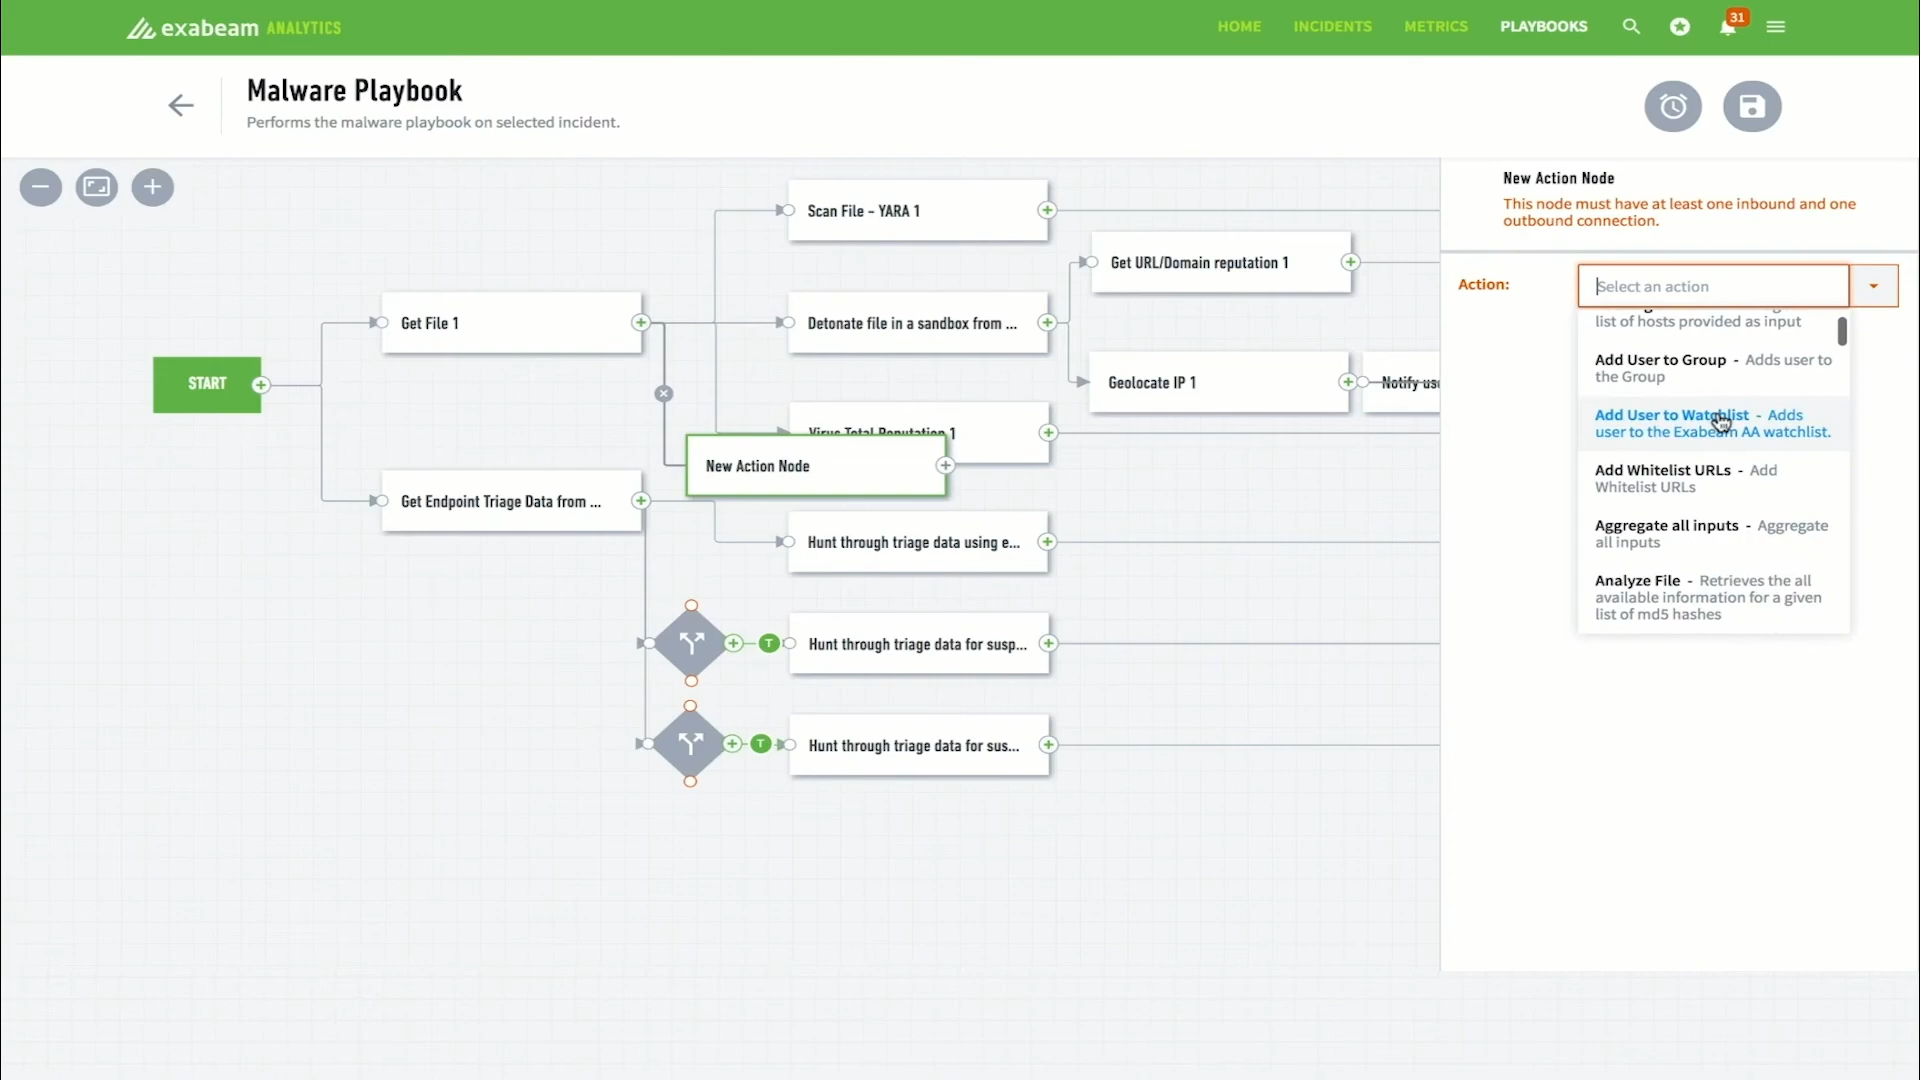 exabeam ANALYTICS
HOME
INCIDENTS
METRICS
PLAYBOOKS
31
Malware Playbook
Performs the malware playbook on selected incident.
START
Get File 1
Get Endpoint Triage Data from ...
Scan File - YARA 1
Detonate file in a sandbox from ...
Virus Total Reputation 1
New Action Node
Hunt through triage data using e...
T
Hunt through triage data for susp...
T
Hunt through triage data for sus...
Get URL/Domain reputation 1
Geolocate IP 1
Notify use
New Action Node
This node must have at least one inbound and one
outbound connection.
Action:
Select an action
list of hosts provided as input
Add User to Group - Adds user to
the Group
Add User to Watchlist - Adds
user to the Exabeam AA watchlist.
Add Whitelist URLs - Add
Whitelist URLs
Aggregate all inputs - Aggregate
all inputs
Analyze File - Retrieves the all
available information for a given
list of md5 hashes